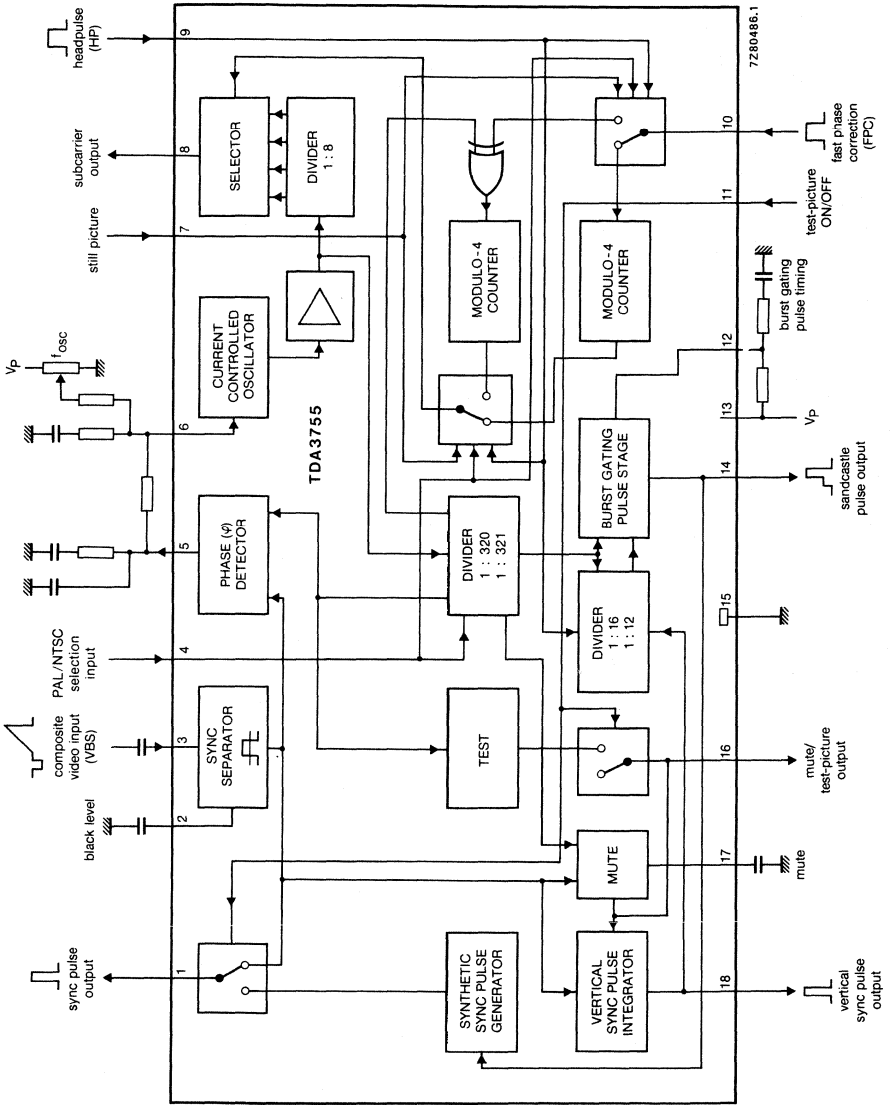 headpulse
(HP)
9
subcarrier
output
8
still picture
7
VP
fosc
6
5
PAL/NTSC
selection
input
4
composite
video input
(VBS)
3
black level
2
sync pulse
output
1
SELECTOR
DIVIDER
1 : 8
CURRENT
CONTROLLED
OSCILLATOR
TDA3755
PHASE (φ)
DETECTOR
SYNC
SEPARATOR
MODULO-4
COUNTER
DIVIDER
1 : 320
1 : 321
TEST
SYNTHETIC
SYNC PULSE
GENERATOR
MODULO-4
COUNTER
BURST GATING
PULSE STAGE
DIVIDER
1 : 16
1 : 12
MUTE
VERTICAL
SYNC PULSE
INTEGRATOR
7Z80486.1
10
fast phase
correction
(FPC)
11
test-picture
ON/OFF
12
burst gating
pulse timing
13
VP
14
sandcastle
pulse output
15
16
mute/
test-picture
output
17
mute
18
vertical
sync pulse
output